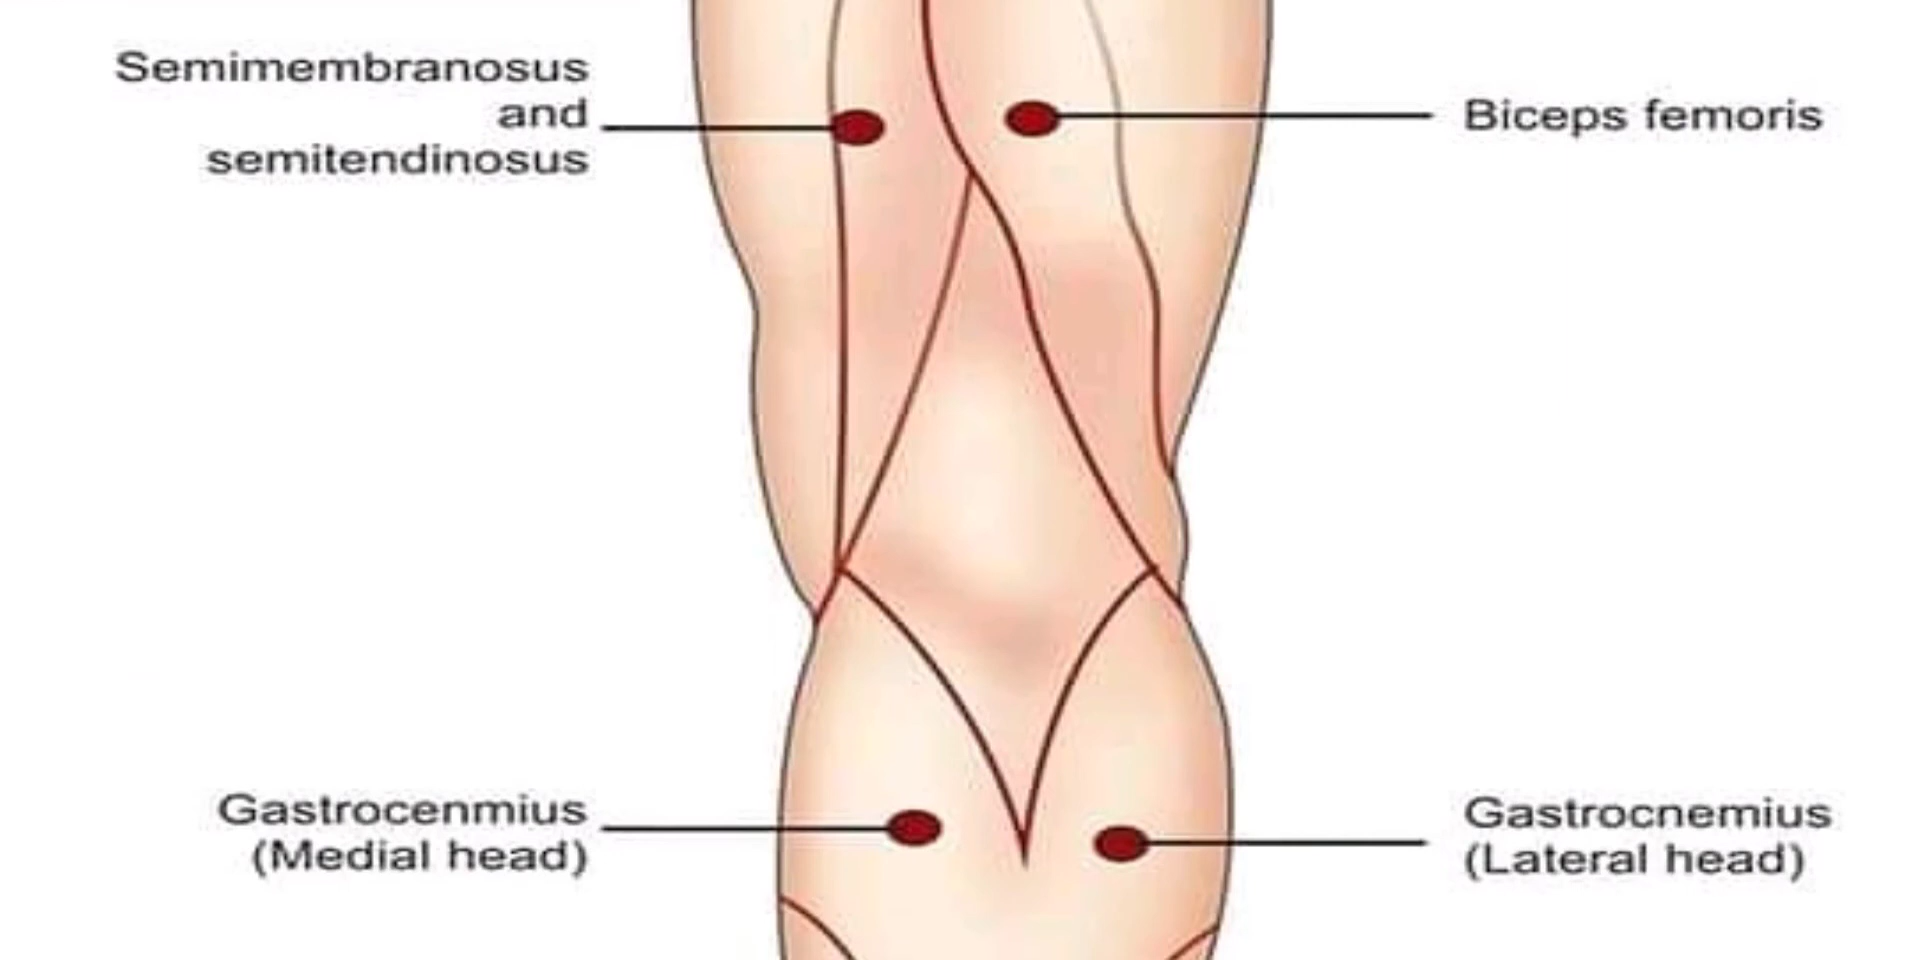 Semimembranosus
and
semitendinosus
Biceps femoris
Gastrocenmius
(Medial head)
Gastrocnemius
(Lateral head)